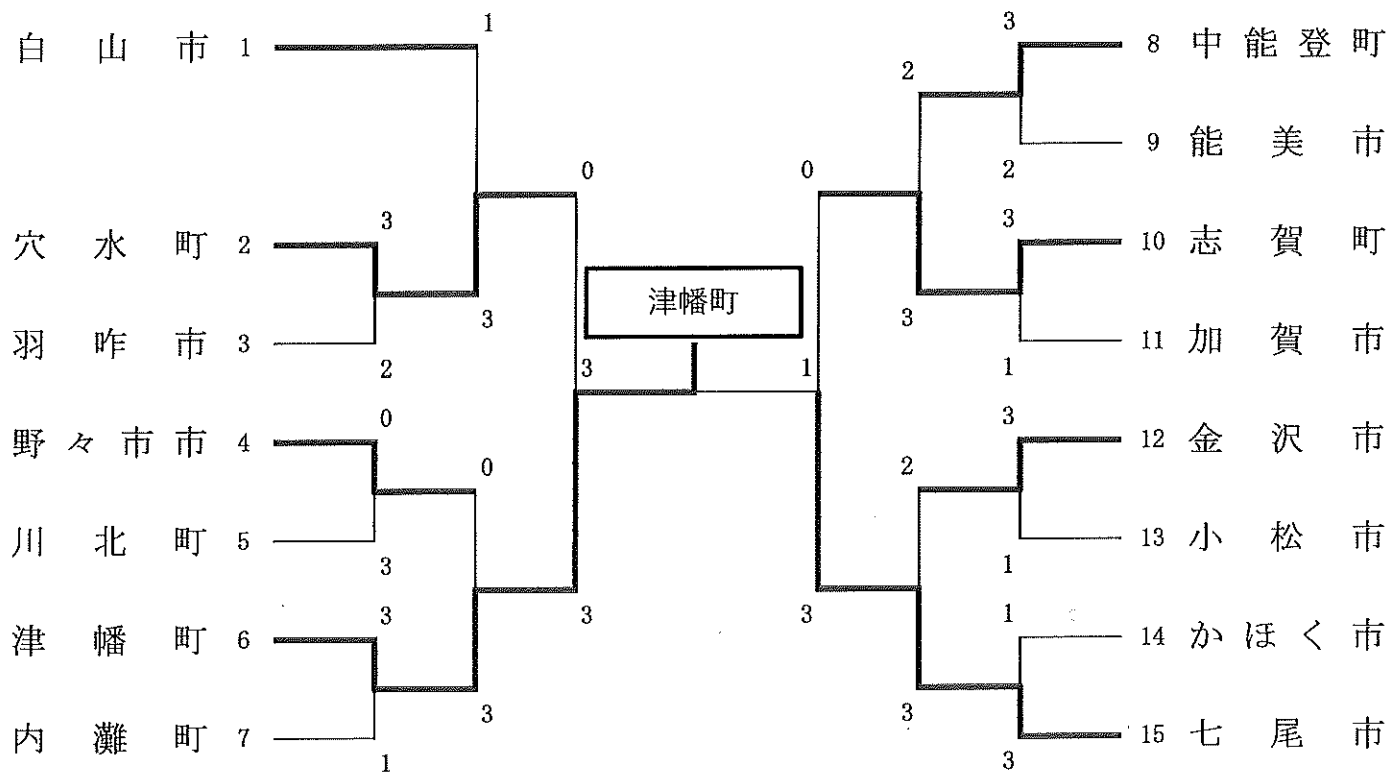 白山市 1
穴水町 2
羽咋市 3
野々市市 4
川北町 5
津幡町 6
内灘町 7
1
3
2
3
0
3
0
3
1
3
0
3
3
津幡町
1
0
3
2
3
2
3
3
2
3
1
3
1
1
3
8 中能登町
9 能美市
10 志賀町
11 加賀市
12 金沢市
13 小松市
14 かほく市
15 七尾市